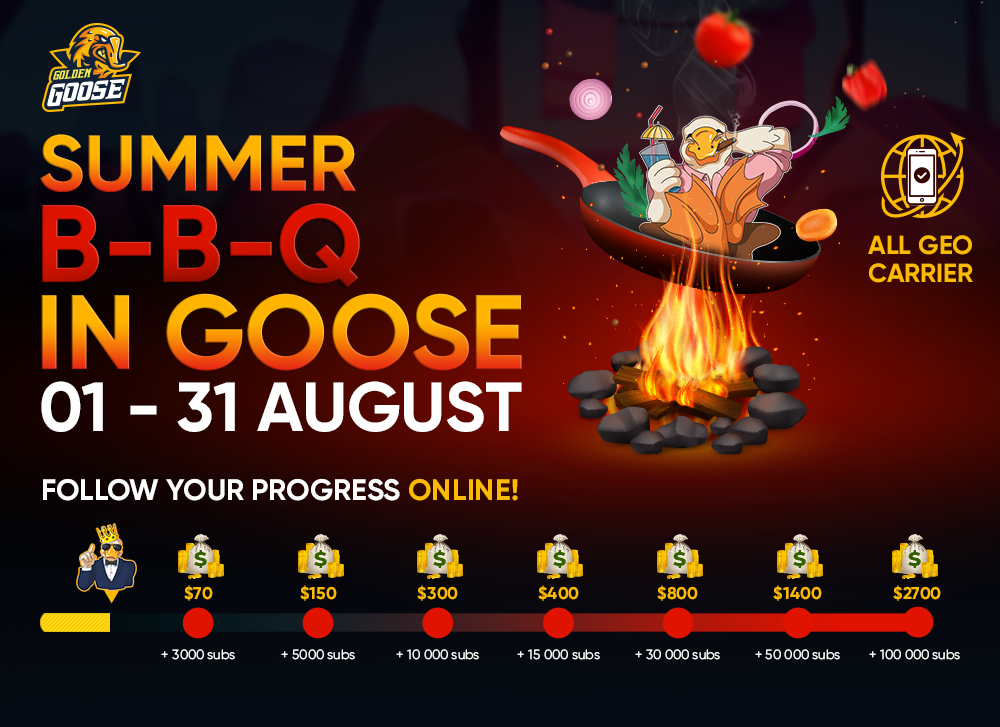 GOLDEN
GOOSE
SUMMER
B-B-Q
IN GOOSE
01 - 31 AUGUST
ALL GEO
CARRIER
FOLLOW YOUR PROGRESS ONLINE!
$ $ $ $ $ $ $
$70 $150 $300 $400 $800 $1400 $2700
+ 3000 subs + 5000 subs + 10 000 subs + 15 000 subs + 30 000 subs + 50 000 subs + 100 000 subs